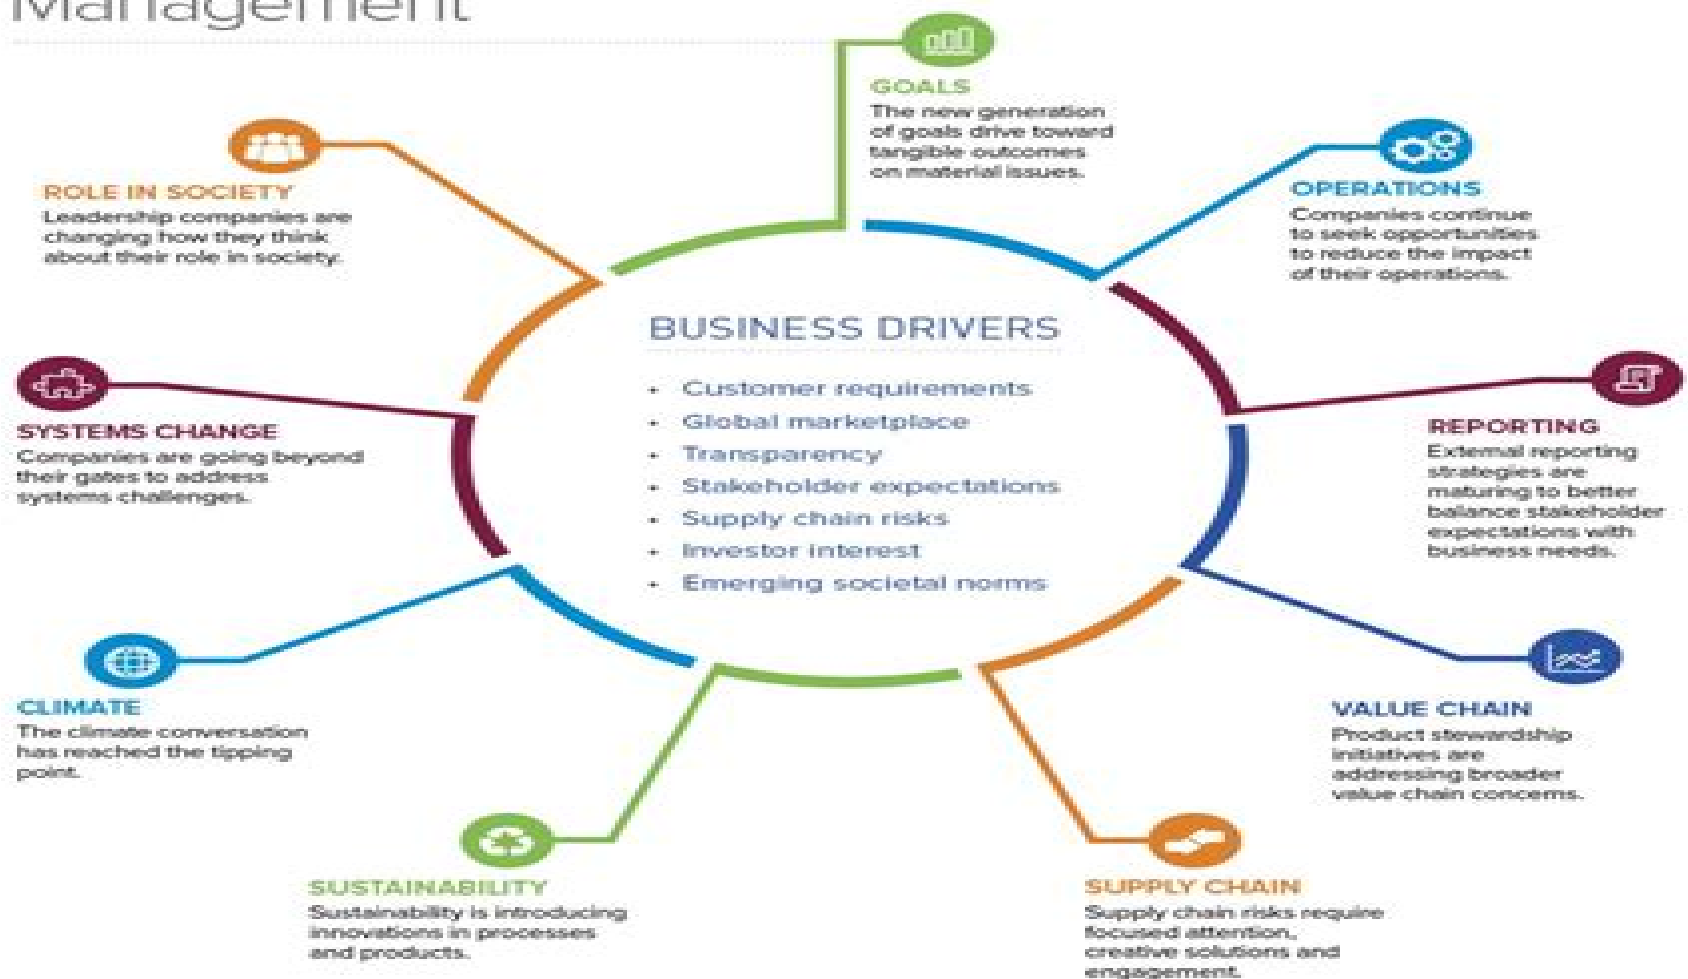 Management
GOALS
The new generation
of goals drive toward
tangible outcomes
on material issues.
OPERATIONS
Companies continue
to seek opportunities
to reduce the impact
of their operations.
REPORTING
External reporting
strategies are
maturing to better
balance stakeholder
expectations with
business needs.
VALUE CHAIN
Product stewardship
initiatives are
addressing broader
value chain concerns.
SUPPLY CHAIN
Supply chain risks require
focused attention,
creative solutions and
engagement.
SUSTAINABILITY
Sustainability is introducing
innovations in processes
and products.
CLIMATE
The climate conversation
has reached the tipping
point.
SYSTEMS CHANGE
Companies are going beyond
their gates to address
systems challenges.
ROLE IN SOCIETY
Leadership companies are
changing how they think
about their role in society.
BUSINESS DRIVERS
• Customer requirements
• Global marketplace
• Transparency
• Stakeholder expectations
• Supply chain risks
• Investor interest
• Emerging societal norms